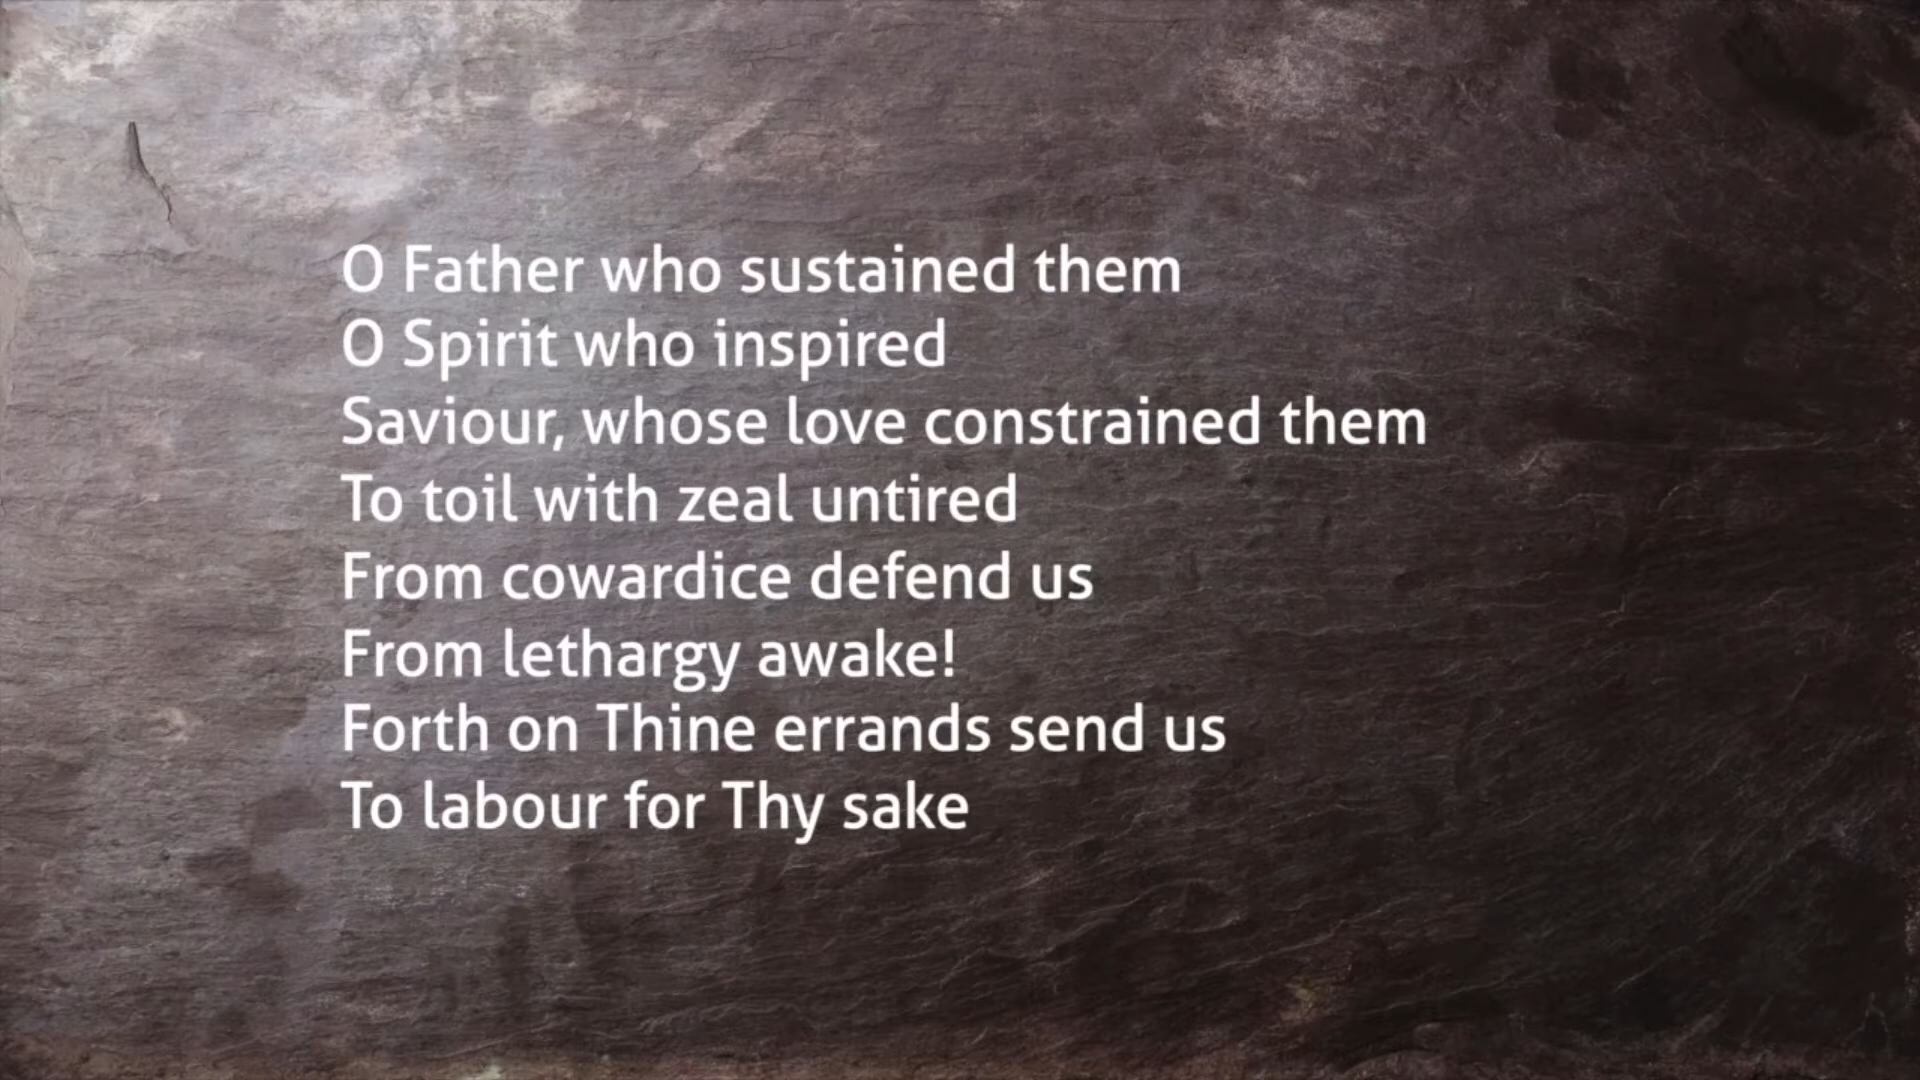 O Father who sustained them
O Spirit who inspired
Saviour, whose love constrained them
To toil with zeal untired
From cowardice defend us
From lethargy awake!
Forth on Thine errands send us
To labour for Thy sake